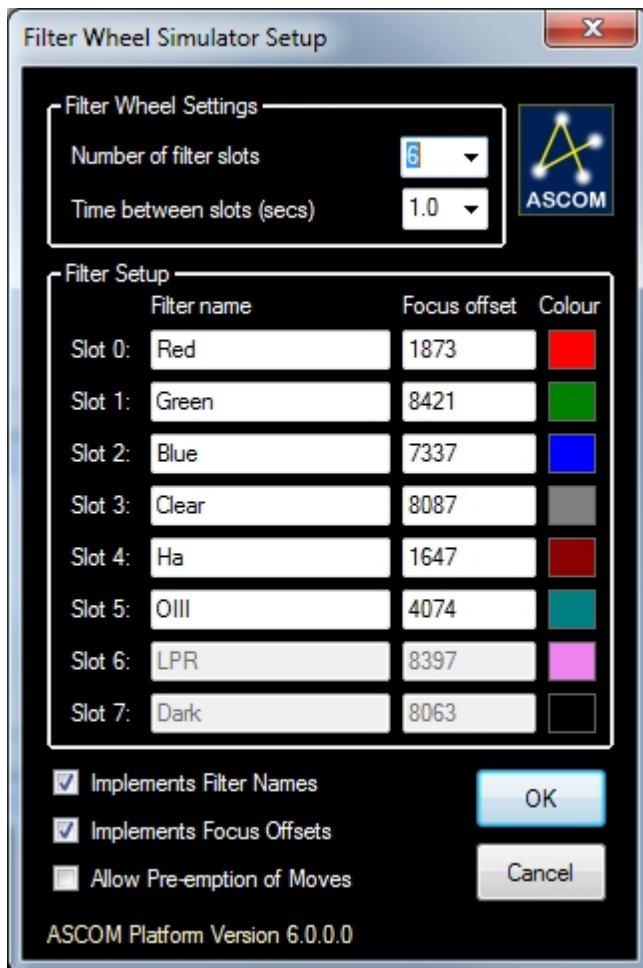 Filter Wheel Simulator Setup
Filter Wheel Settings
Number of filter slots 6
Time between slots (secs) 1.0
ASCOM
Filter Setup
Filter name Focus offset Colour
Slot 0: Red 1873
Slot 1: Green 8421
Slot 2: Blue 7337
Slot 3: Clear 8087
Slot 4: Ha 1647
Slot 5: OIII 4074
Slot 6: LPR 8397
Slot 7: Dark 8063
Implements Filter Names
Implements Focus Offsets
Allow Pre-emption of Moves
OK
Cancel
ASCOM Platform Version 6.0.0.0